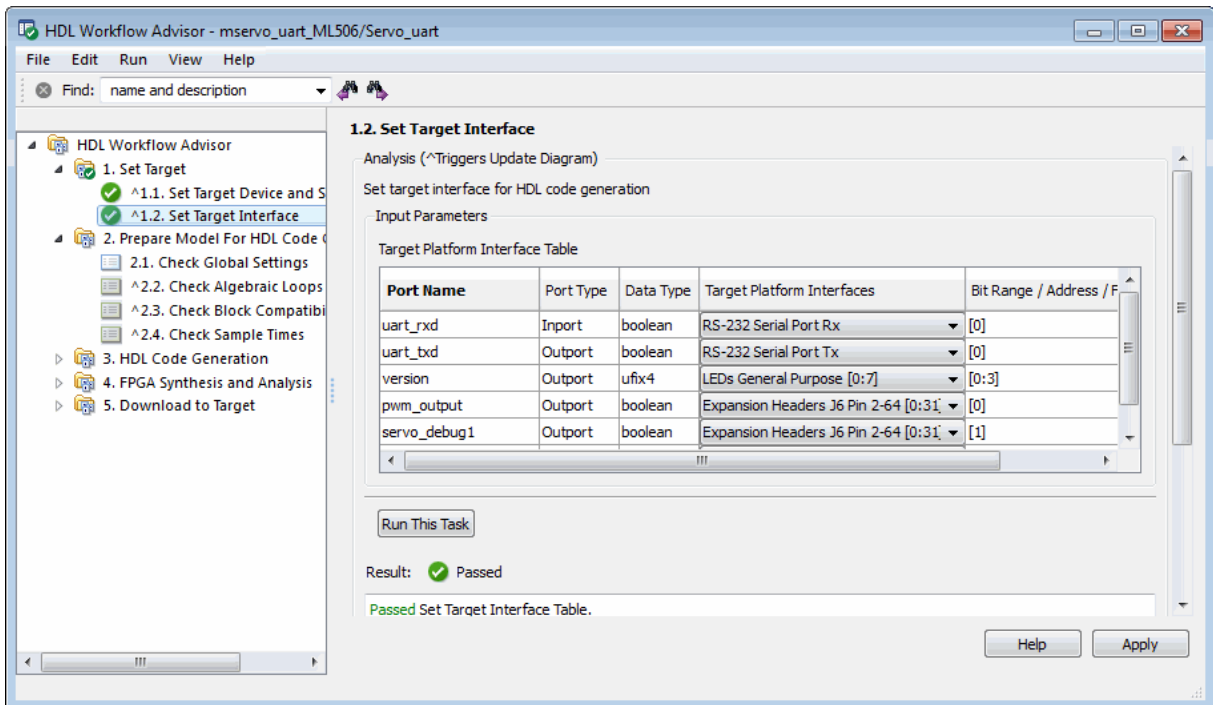 HDL Workflow Advisor - mservo_uart_ML506/Servo_uart
File Edit Run View Help
Find: name and description
HDL Workflow Advisor
1. Set Target
^1.1. Set Target Device and S
^1.2. Set Target Interface
2. Prepare Model For HDL Code
2.1. Check Global Settings
^2.2. Check Algebraic Loops
^2.3. Check Block Compatibi
^2.4. Check Sample Times
3. HDL Code Generation
4. FPGA Synthesis and Analysis
5. Download to Target
1.2. Set Target Interface
Analysis (^Triggers Update Diagram)
Set target interface for HDL code generation
Input Parameters
Target Platform Interface Table
Port Name Port Type Data Type Target Platform Interfaces Bit Range / Address / F
uart_rxd Inport boolean RS-232 Serial Port Rx [0]
uart_txd Outport boolean RS-232 Serial Port Tx [0]
version Outport ufix4 LEDs General Purpose [0:7] [0:3]
pwm_output Outport boolean Expansion Headers J6 Pin 2-64 [0:31] [0]
servo_debug1 Outport boolean Expansion Headers J6 Pin 2-64 [0:31] [1]
Run This Task
Result: Passed
Passed Set Target Interface Table.
Help Apply